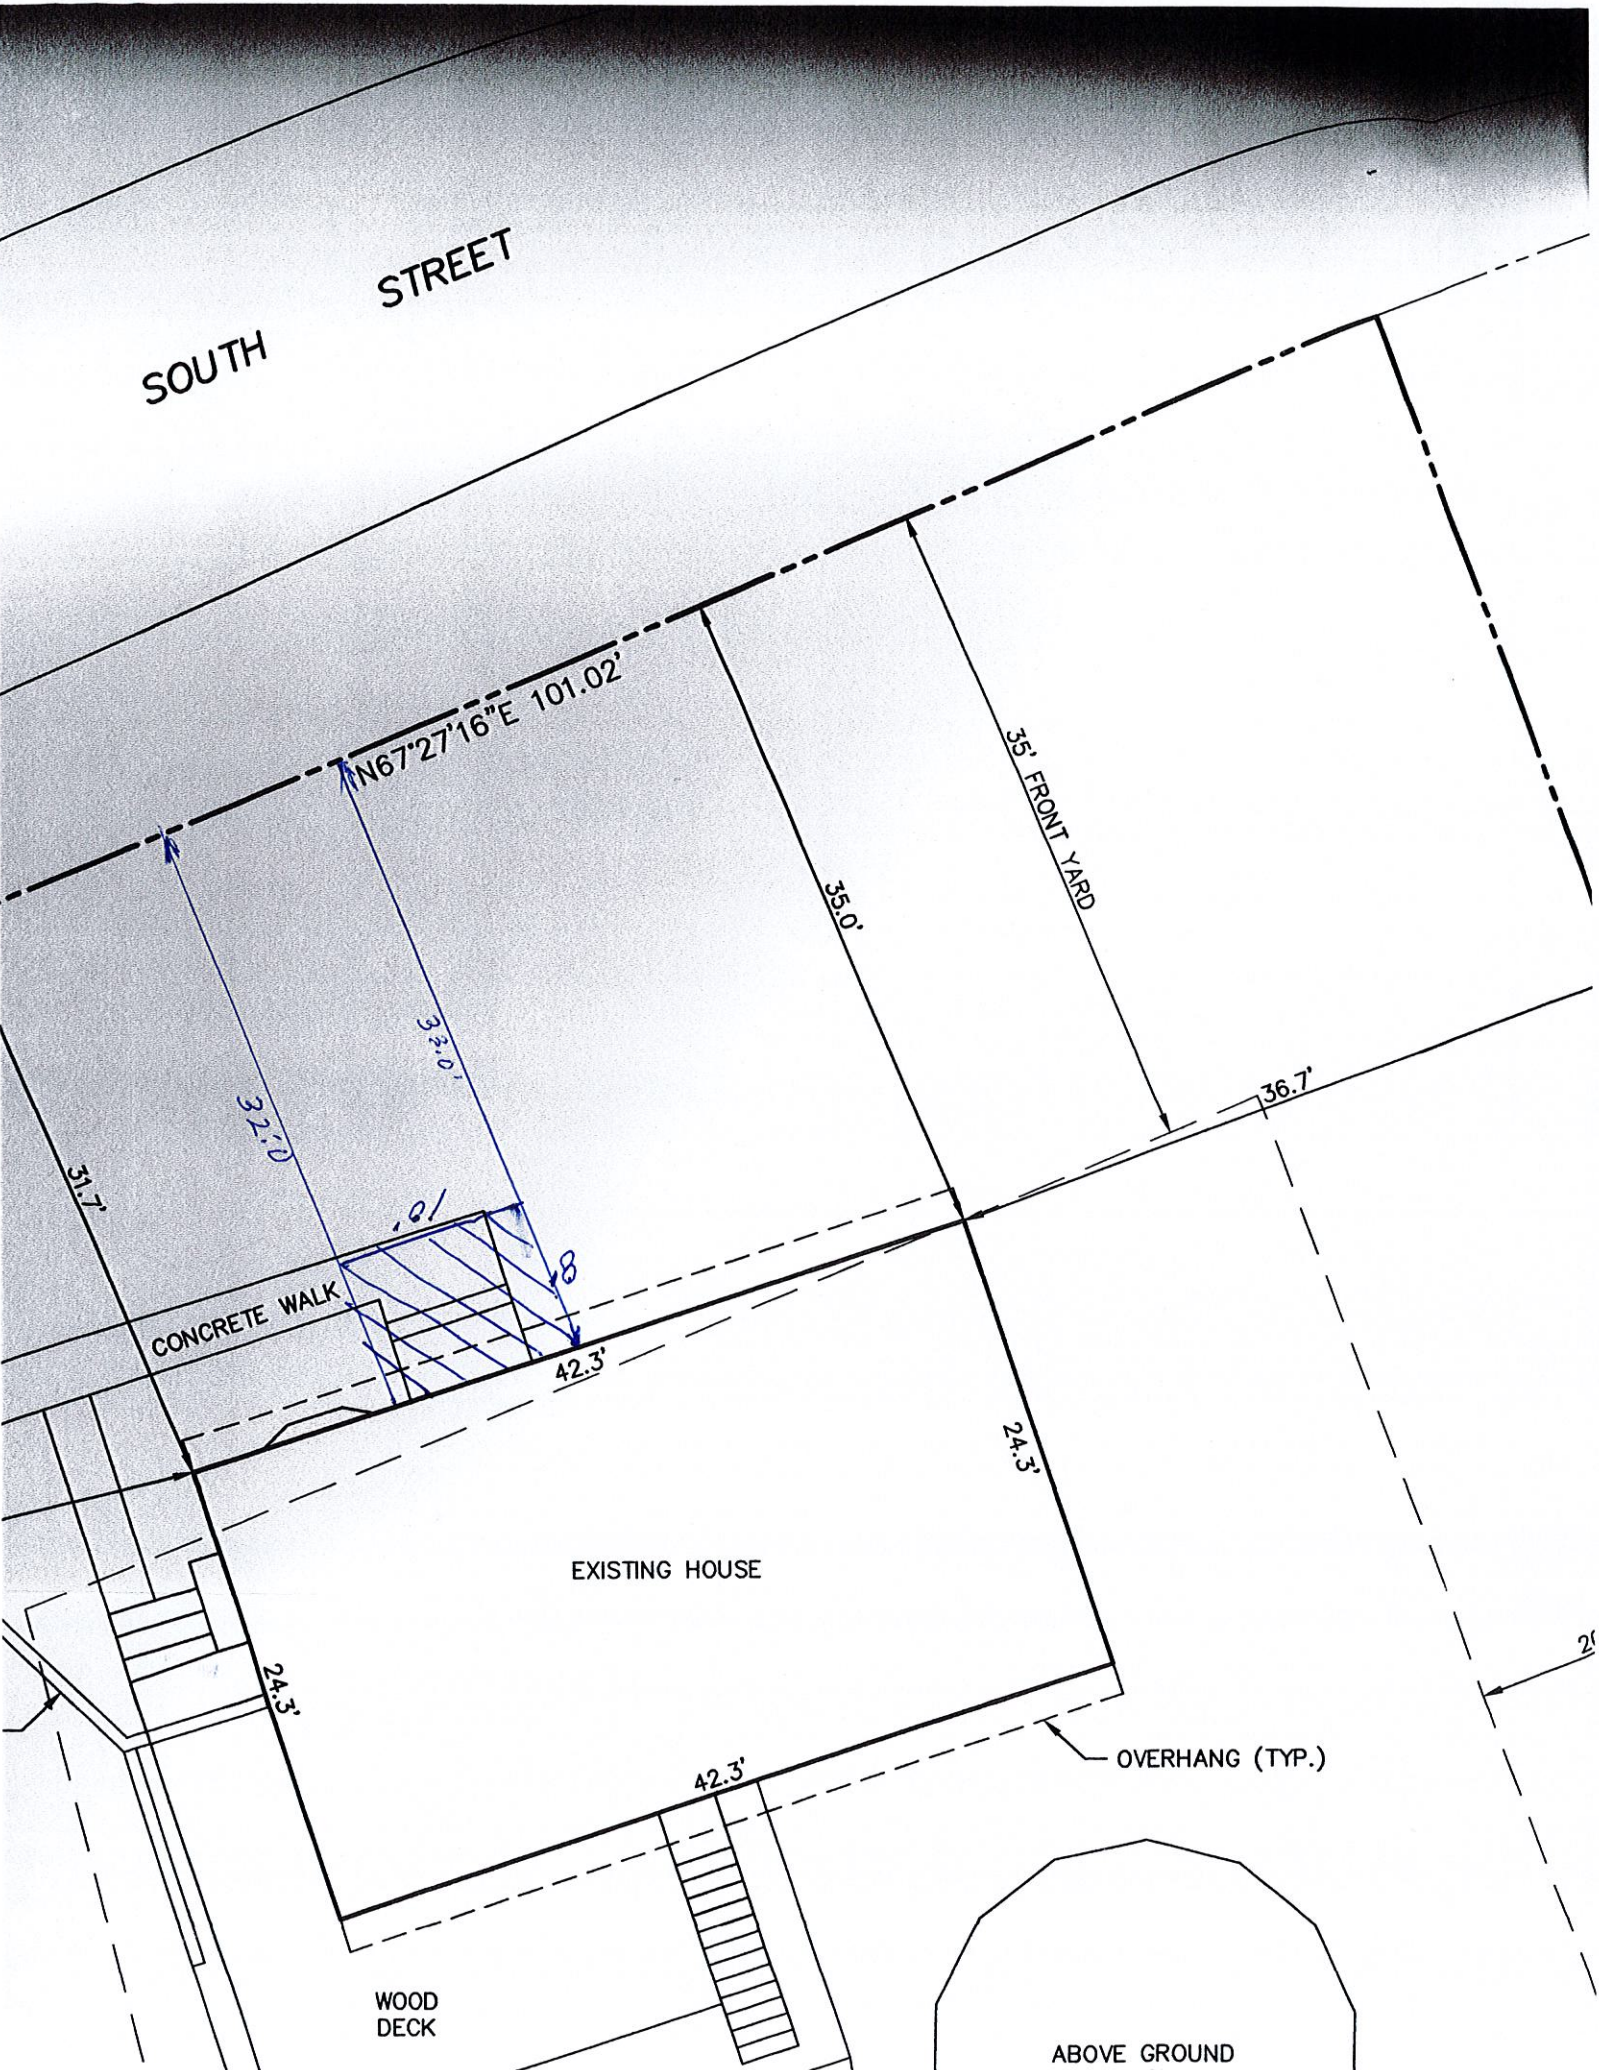 SOUTH STREET
N67°27'16"E 101.02'
35' FRONT YARD
35.0'
33.0'
32.0
31.7'
36.7'
10'
8'
CONCRETE WALK
42.3'
24.3'
EXISTING HOUSE
24.3'
42.3'
OVERHANG (TYP.)
WOOD
DECK
ABOVE GROUND